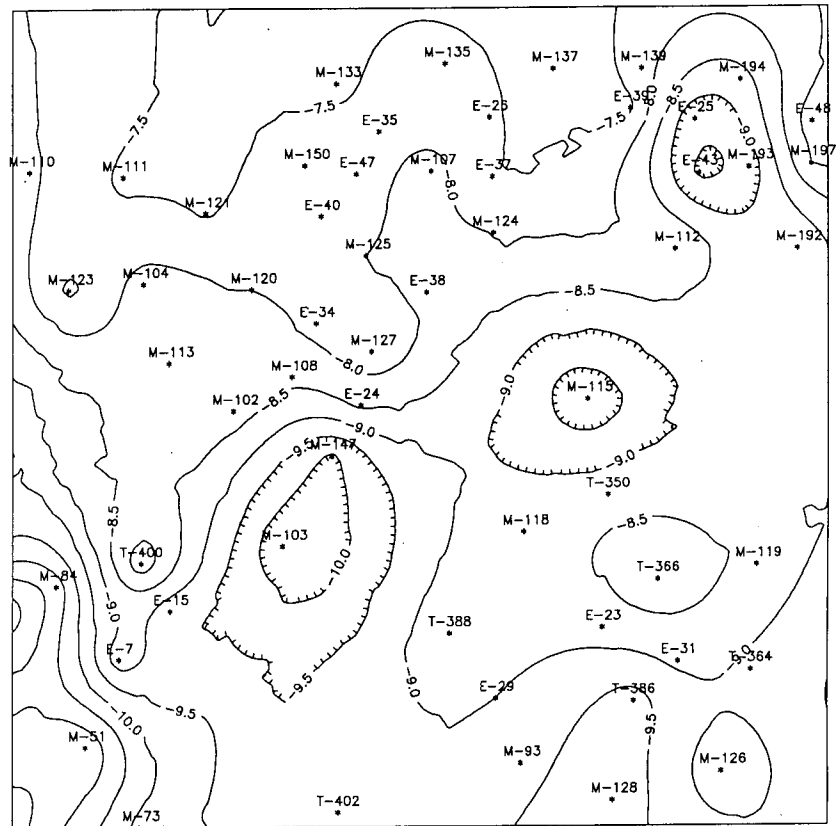 M-135
M-137
M-139
M-194
M-133
-7.5
-8.0
-8.5
E-39
E-26
E-25
E-48
-9.0
-7.5
E-35
-7.5
M-110
M-111
M-150
E-47
M-107
E-37
E-43
M-193
M-197
-8.0
M-121
E-40
M-124
M-125
M-112
M-192
M-123
M-104
M-120
E-38
-8.5
E-34
M-127
-8.0
M-113
M-108
-9.0
M-115
M-102
-8.5
E-24
-9.0
-9.5
M-147
-9.0
T-350
-8.5
M-118
-8.5
M-103
T-400
M-119
M-84
-10.0
T-366
-9.0
E-15
T-388
E-23
E-7
E-31
T-364
-9.0
-9.0
-9.5
-9.5
E-29
T-386
-10.0
M-51
-9.5
M-93
M-126
M-128
T-402
M-73